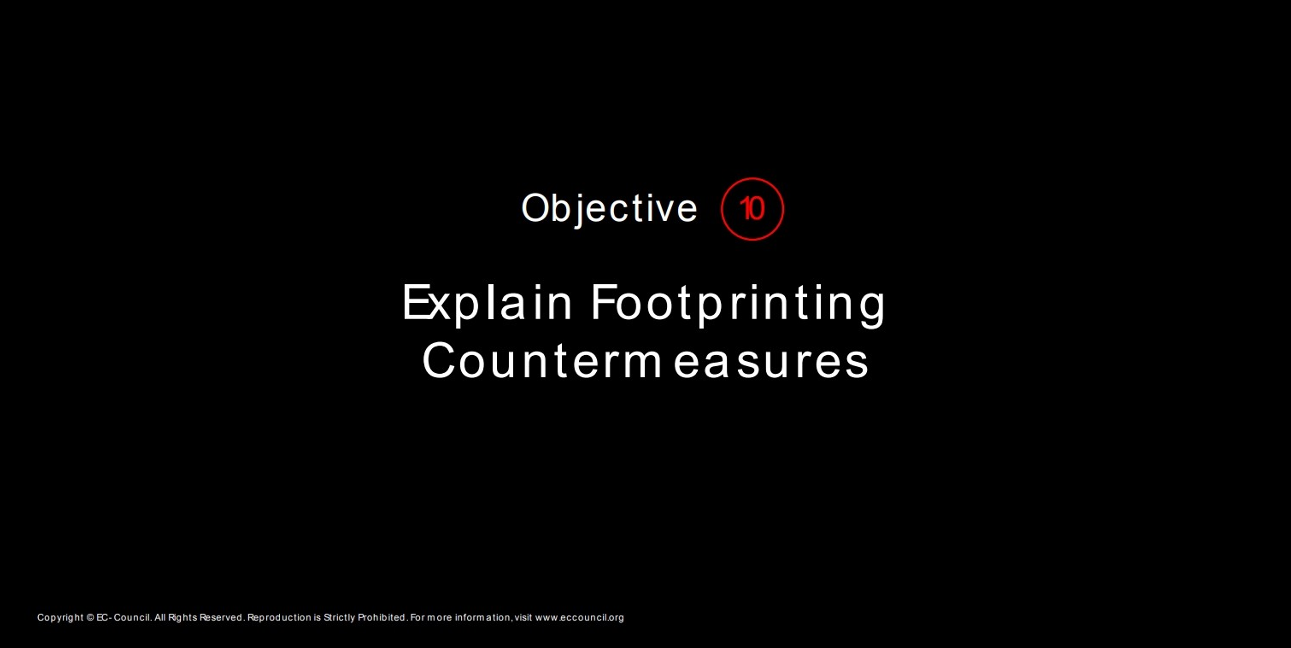 Objective 10
Explain Footprinting
Countermeasures
Copyright © EC-Council. All Rights Reserved. Reproduction is Strictly Prohibited. For more information, visit www.eccouncil.org